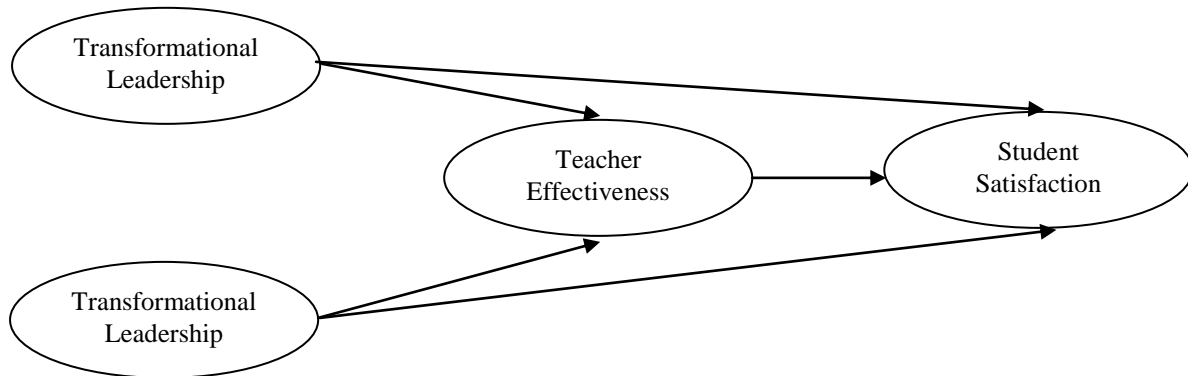 Transformational
Leadership
Teacher
Effectiveness
Student
Satisfaction
Transformational
Leadership